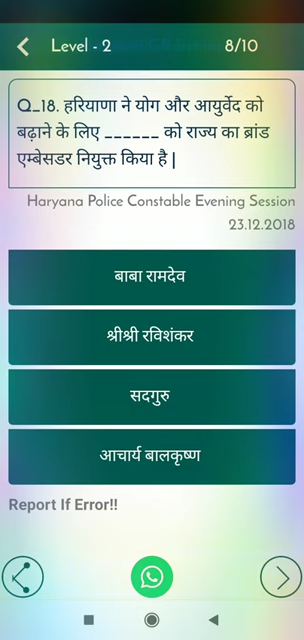 Level - 2
8/10
Q_18. हरियाणा ने योग और आयुर्वेद को
बढ़ाने के लिए ______ को राज्य का ब्रांड
एम्बेसडर नियुक्त किया है |
Haryana Police Constable Evening Session
23.12.2018
बाबा रामदेव
श्रीश्री रविशंकर
सदगुरु
आचार्य बालकृष्ण
Report If Error!!